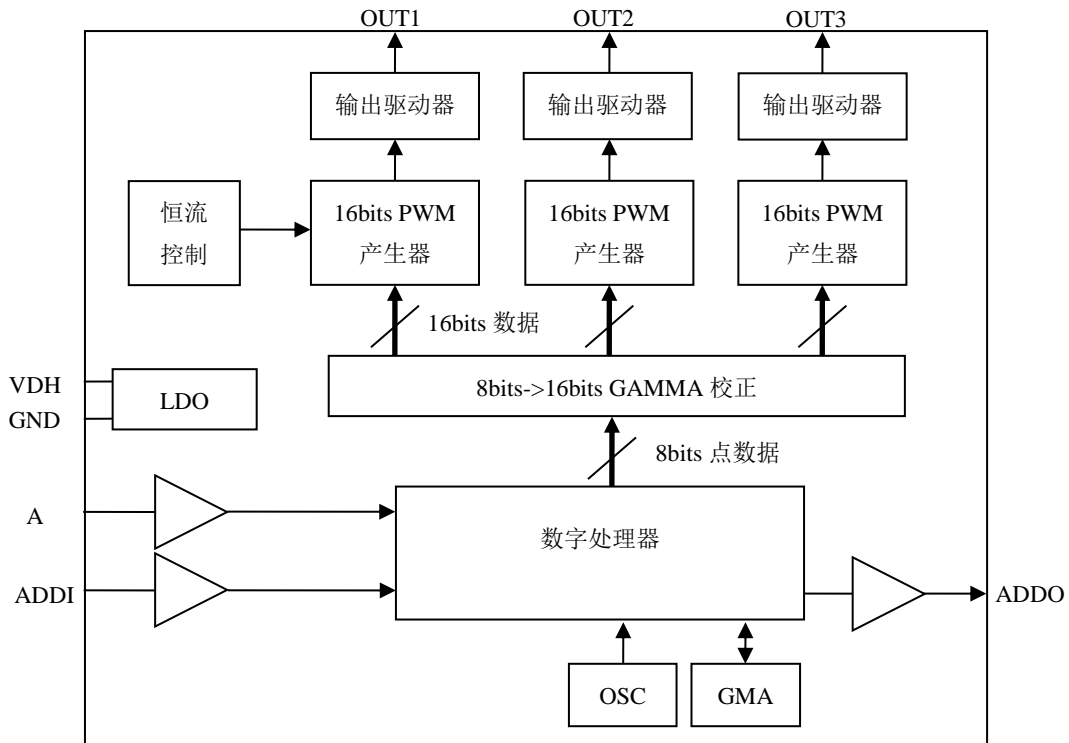 OUT1 OUT2 OUT3
输出驱动器 输出驱动器 输出驱动器
恒流
控制
16bits PWM
产生器
16bits PWM
产生器
16bits PWM
产生器
16bits 数据
VDH
GND
LDO
8bits->16bits GAMMA 校正
8bits 点数据
A
ADDI
数字处理器
ADDO
OSC
GMA